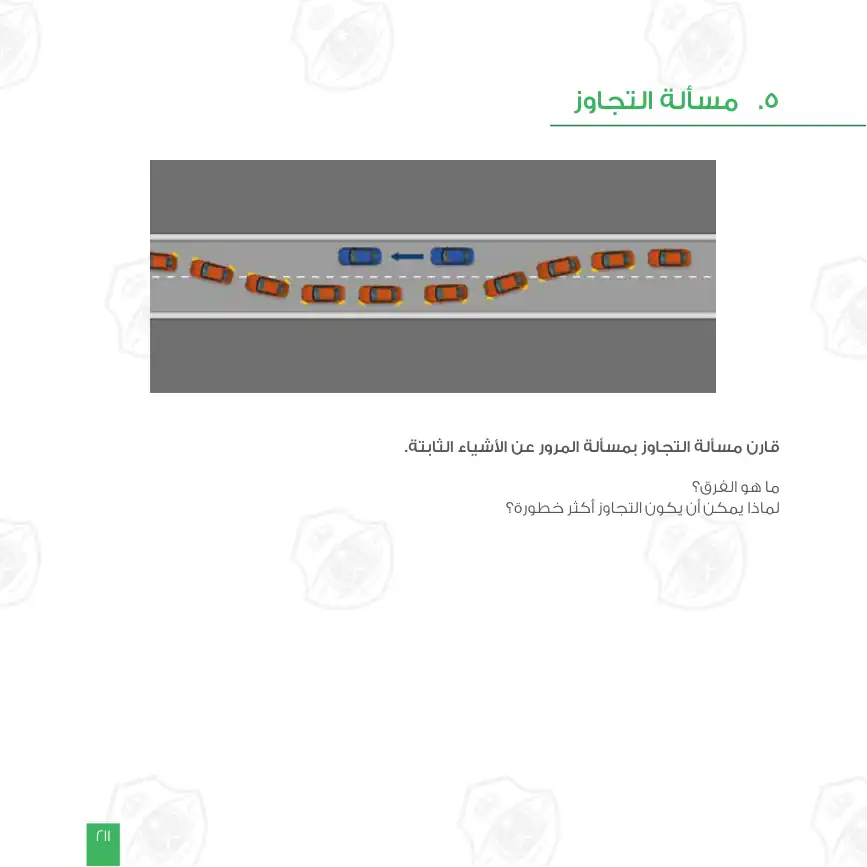 ٥. مسألة التجاوز
قارن مسألة التجاوز بمسألة المرور عن الأشياء الثابتة.
ما هو الفرق؟
لماذا يمكن أن يكون التجاوز أكثر خطورة؟
٢١١